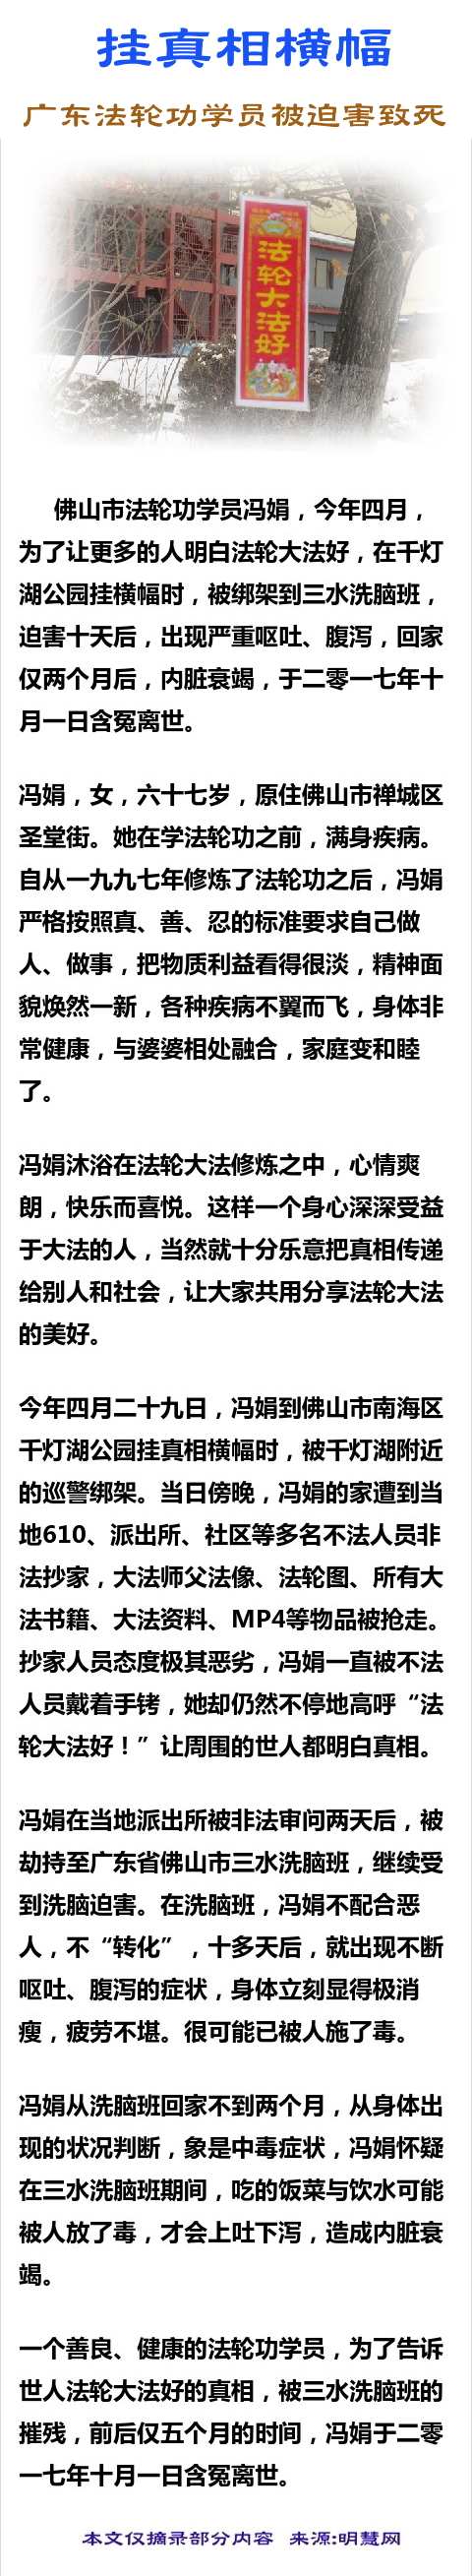 挂真相横幅
广东法轮功学员被迫害致死
法轮大法好
佛山市法轮功学员冯娟，今年四月，
为了让更多的人明白法轮大法好，在千灯
湖公园挂横幅时，被绑架到三水洗脑班，
迫害十天后，出现严重呕吐、腹泻，回家
仅两个月后，内脏衰竭，于二零一七年十
月一日含冤离世。
冯娟，女，六十七岁，原住佛山市禅城区
圣堂街。她在学法轮功之前，满身疾病。
自从一九九七年修炼了法轮功之后，冯娟
严格按照真、善、忍的标准要求自己做
人、做事，把物质利益看得很淡，精神面
貌焕然一新，各种疾病不翼而飞，身体非
常健康，与婆婆相处融合，家庭变和睦
了。
冯娟沐浴在法轮大法修炼之中，心情爽
朗，快乐而喜悦。这样一个身心深深受益
于大法的人，当然就十分乐意把真相传递
给别人和社会，让大家共用分享法轮大法
的美好。
今年四月二十九日，冯娟到佛山市南海区
千灯湖公园挂真相横幅时，被千灯湖附近
的巡警绑架。当日傍晚，冯娟的家遭到当
地610、派出所、社区等多名不法人员非
法抄家，大法师父法像、法轮图、所有大
法书籍、大法资料、MP4等物品被抢走。
抄家人员态度极其恶劣，冯娟一直被不法
人员戴着手铐，她却仍然不停地高呼“法
轮大法好！”让周围的世人都明白真相。
冯娟在当地派出所被非法审问两天后，被
劫持至广东省佛山市三水洗脑班，继续受
到洗脑迫害。在洗脑班，冯娟不配合恶
人，不“转化”，十多天后，就出现不断
呕吐、腹泻的症状，身体立刻显得极消
瘦，疲劳不堪。很可能已被人施了毒。
冯娟从洗脑班回家不到两个月，从身体出
现的状况判断，象是中毒症状，冯娟怀疑
在三水洗脑班期间，吃的饭菜与饮水可能
被人放了毒，才会上吐下泻，造成内脏衰
竭。
一个善良、健康的法轮功学员，为了告诉
世人法轮大法好的真相，被三水洗脑班的
摧残，前后仅五个月的时间，冯娟于二零
一七年十月一日含冤离世。
本文仅摘录部分内容 来源:明慧网